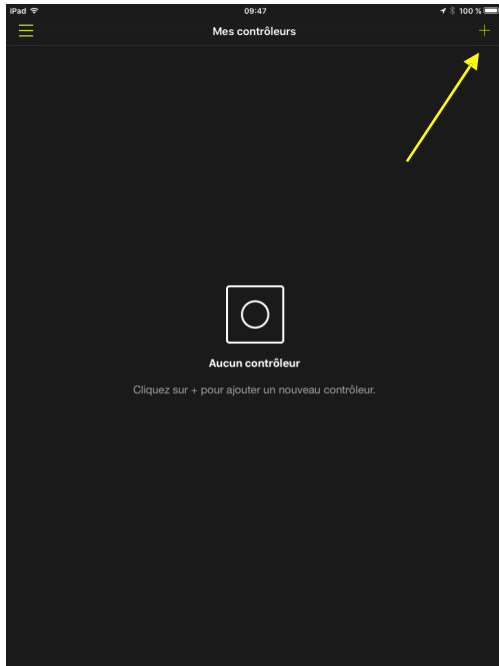 iPad 09:47 100 %
Mes contrôleurs +
Aucun contrôleur
Cliquez sur + pour ajouter un nouveau contrôleur.